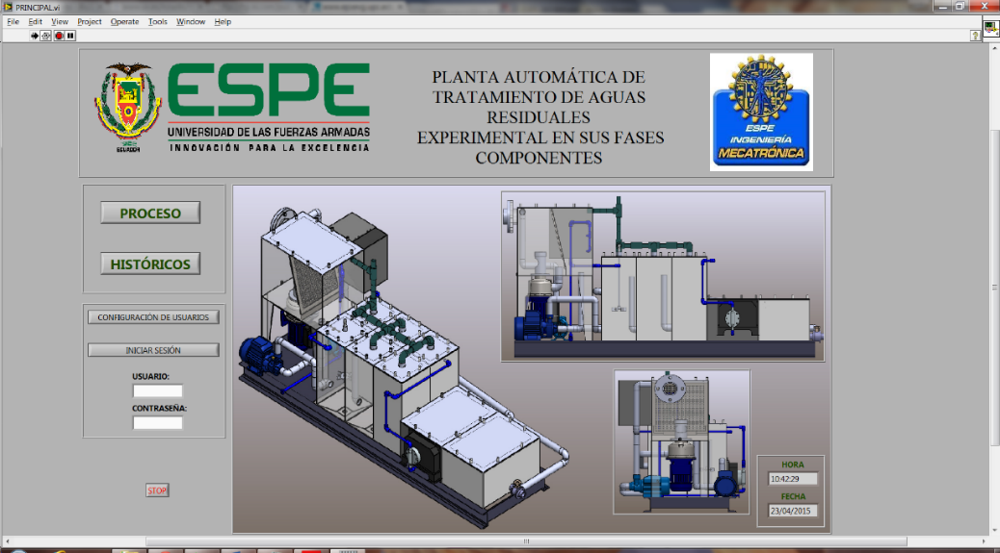 PRINCIPAL.vi
File Edit View Project Operate Tools Window Help
ESPE
UNIVERSIDAD DE LAS FUERZAS ARMADAS
INNOVACIÓN PARA LA EXCELENCIA
ECUADOR
PLANTA AUTOMÁTICA DE
TRATAMIENTO DE AGUAS
RESIDUALES
EXPERIMENTAL EN SUS FASES
COMPONENTES
ESPE
INGENIERÍA
MECATRÓNICA
PROCESO
HISTÓRICOS
CONFIGURACIÓN DE USUARIOS
INICIAR SESIÓN
USUARIO:
CONTRASEÑA:
STOP
HORA
10:42:29
FECHA
23/04/2015